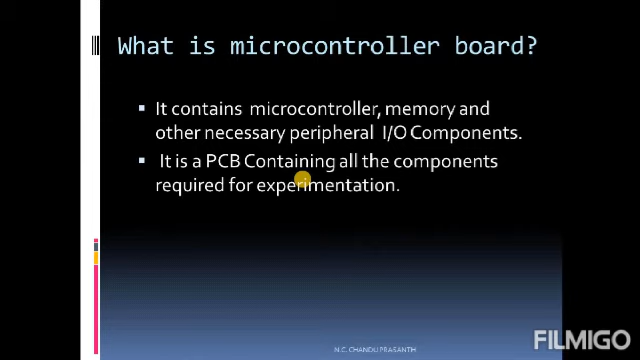 What is microcontroller board?
▪ It contains microcontroller, memory and
other necessary peripheral I/O Components.
▪ It is a PCB Containing all the components
required for experimentation.
N.C. CHANDU PRASANTH
FILMIGO